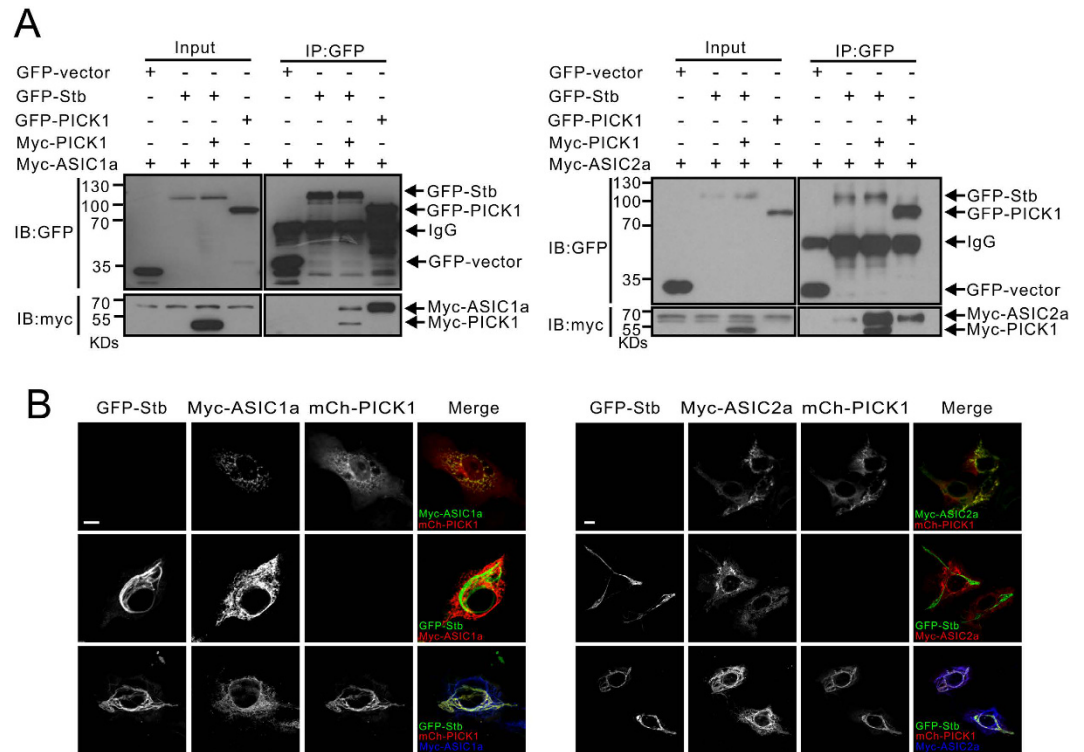 A
Input IP:GFP
GFP-vector + - - - + - - -
GFP-Stb - + + - - + + -
GFP-PICK1 - - - + - - - +
Myc-PICK1 - - + - - - + -
Myc-ASIC1a + + + + + + + +
IB:GFP
130
100
70
35
GFP-Stb
GFP-PICK1
IgG
GFP-vector
IB:myc
70
55
KDs
Myc-ASIC1a
Myc-PICK1
Input IP:GFP
GFP-vector + - - - + - - -
GFP-Stb - + + - - + + -
GFP-PICK1 - - - + - - - +
Myc-PICK1 - - + - - - + -
Myc-ASIC2a + + + + + + + +
IB:GFP
130
100
70
55
35
GFP-Stb
GFP-PICK1
IgG
GFP-vector
IB:myc
70
55
KDs
Myc-ASIC2a
Myc-PICK1
B
GFP-Stb Myc-ASIC1a mCh-PICK1 Merge
Myc-ASIC1a
mCh-PICK1
GFP-Stb
Myc-ASIC1a
GFP-Stb
mCh-PICK1
Myc-ASIC1a
GFP-Stb Myc-ASIC2a mCh-PICK1 Merge
Myc-ASIC2a
mCh-PICK1
GFP-Stb
Myc-ASIC2a
GFP-Stb
mCh-PICK1
Myc-ASIC2a